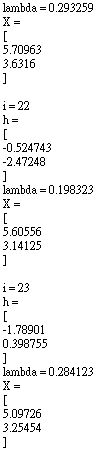 lambda = 0.293259
X =
[
5.70963
3.6316
]
i = 22
h =
[
-0.524743
-2.47248
]
lambda = 0.198323
X =
[
5.60556
3.14125
]
i = 23
h =
[
-1.78901
0.398755
]
lambda = 0.284123
X =
[
5.09726
3.25454
]